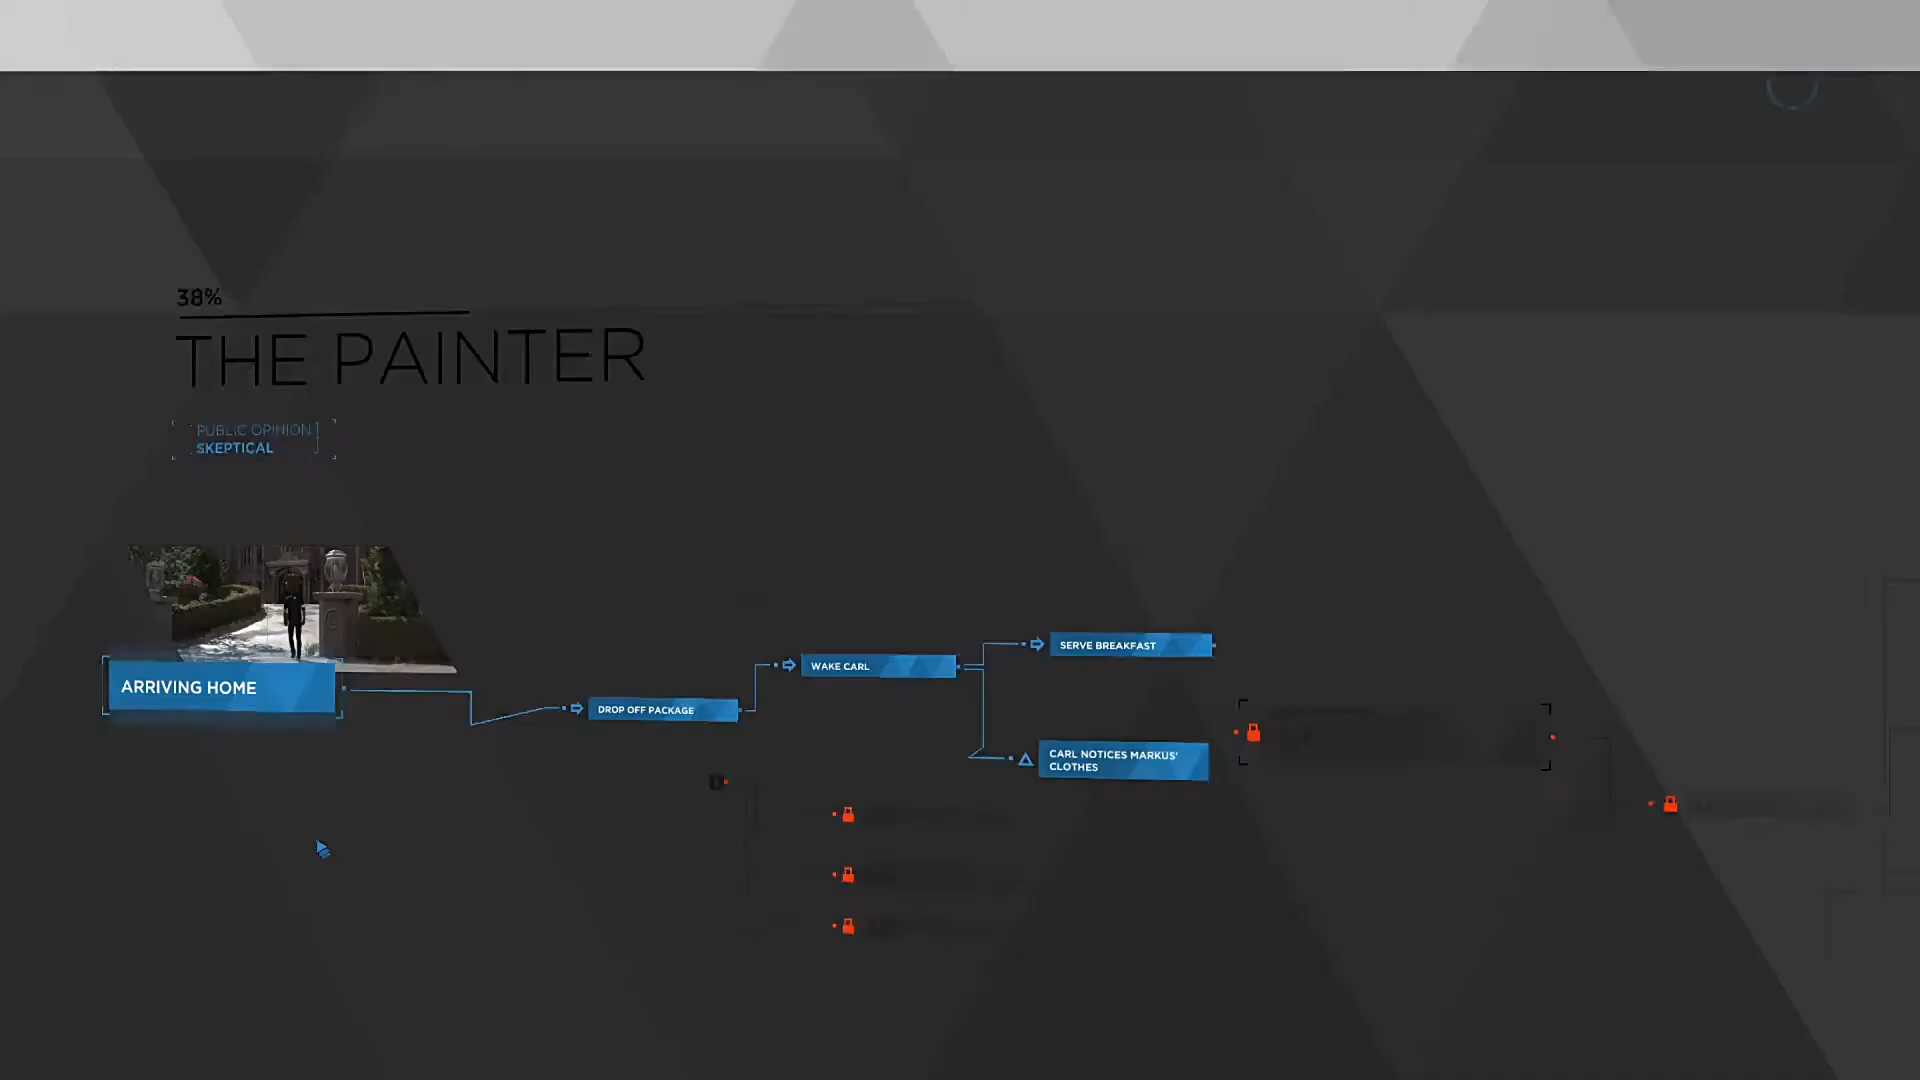 38%
THE PAINTER
PUBLIC OPINION
SKEPTICAL
ARRIVING HOME
DROP OFF PACKAGE
WAKE CARL
SERVE BREAKFAST
CARL NOTICES MARKUS'
CLOTHES